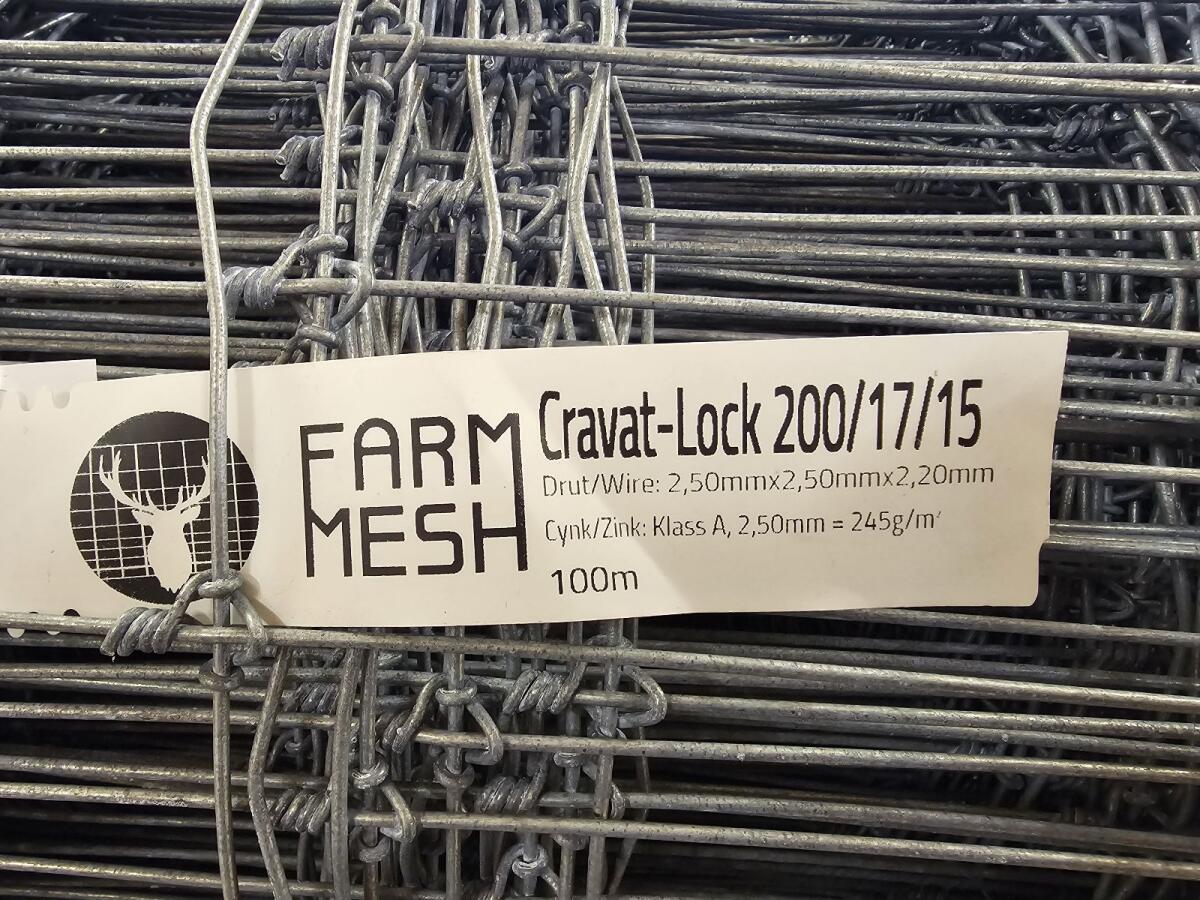 FARM
MESH
Cravat-Lock 200/17/15
Drut/Wire: 2,50mmx2,50mmx2,20mm
Cynk/Zink: Klass A, 2,50mm = 245g/m²
100m